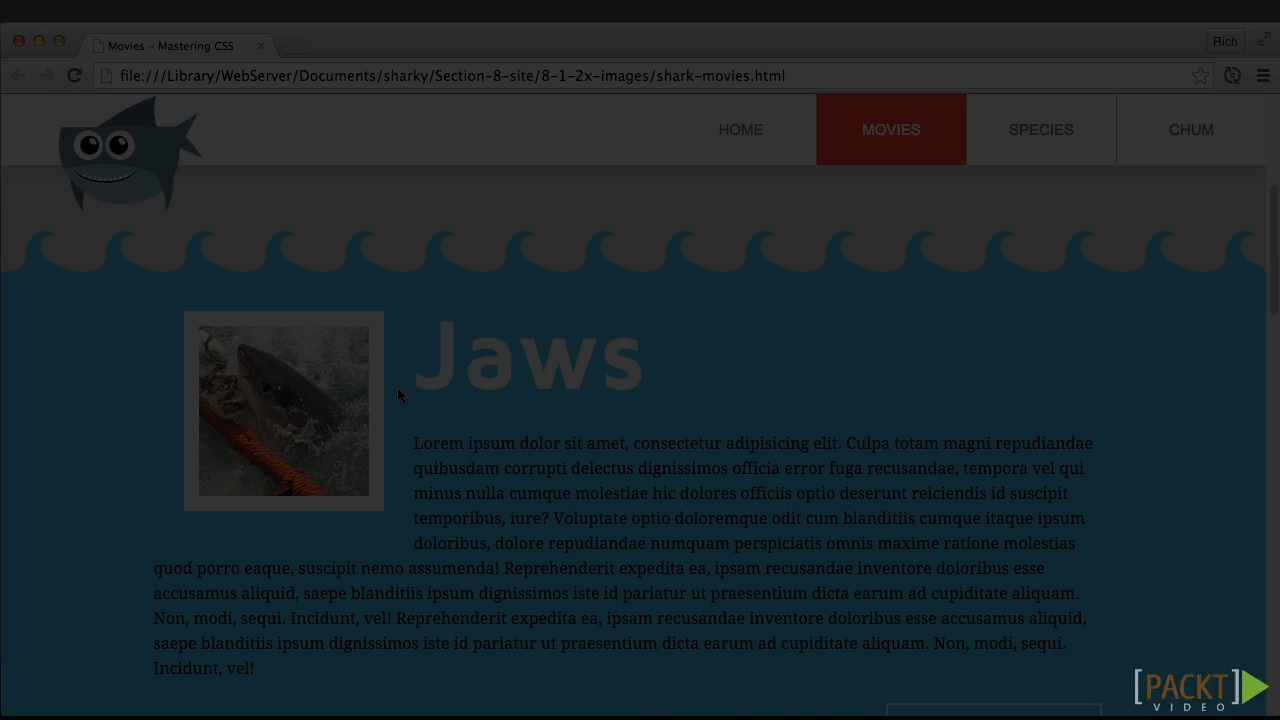 Movies - Mastering CSS
Rich
file:///Library/WebServer/Documents/sharky/Section-8-site/8-1-2x-images/shark-movies.html
HOME MOVIES SPECIES CHUM
Jaws
Lorem ipsum dolor sit amet, consectetur adipisicing elit. Culpa totam magni repudiandae
quibusdam corrupti delectus dignissimos officia error fuga recusandae, tempora vel qui
minus nulla cumque molestiae hic dolores officiis optio deserunt reiciendis id suscipit
temporibus, iure? Voluptate optio doloremque odit cum blanditiis cumque itaque ipsum
doloribus, dolore repudiandae numquam perspiciatis omnis maxime ratione molestias
quod porro eaque, suscipit nemo assumenda! Reprehenderit expedita ea, ipsam recusandae inventore doloribus esse
accusamus aliquid, saepe blanditiis ipsum dignissimos iste id pariatur ut praesentium dicta earum ad cupiditate aliquam.
Non, modi, sequi. Incidunt, vel! Reprehenderit expedita ea, ipsam recusandae inventore doloribus esse accusamus aliquid,
saepe blanditiis ipsum dignissimos iste id pariatur ut praesentium dicta earum ad cupiditate aliquam. Non, modi, sequi.
Incidunt, vel!
[PACKT]
VIDEO